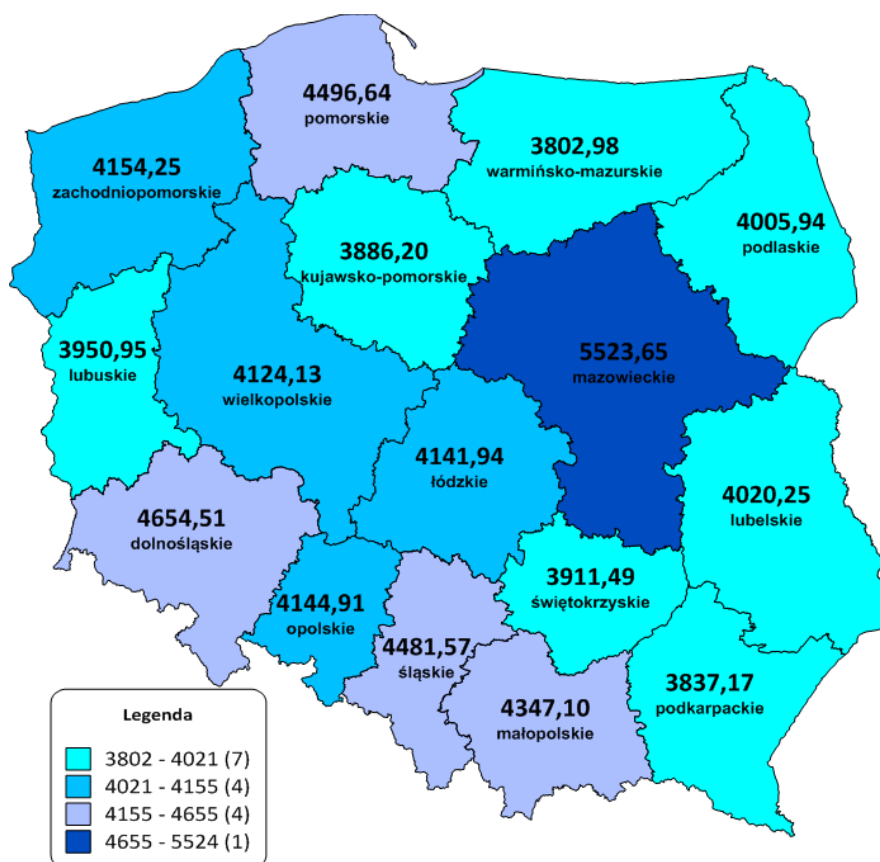 4496,64
pomorskie
3802,98
warmińsko-mazurskie
4154,25
zachodniopomorskie
4005,94
podlaskie
3886,20
kujawsko-pomorskie
3950,95
lubuskie
4124,13
wielkopolskie
5523,65
mazowieckie
4141,94
łódzkie
4020,25
lubelskie
4654,51
dolnośląskie
3911,49
świętokrzyskie
4144,91
opolskie
4481,57
śląskie
4347,10
małopolskie
3837,17
podkarpackie
Legenda
3802 - 4021 (7)
4021 - 4155 (4)
4155 - 4655 (4)
4655 - 5524 (1)